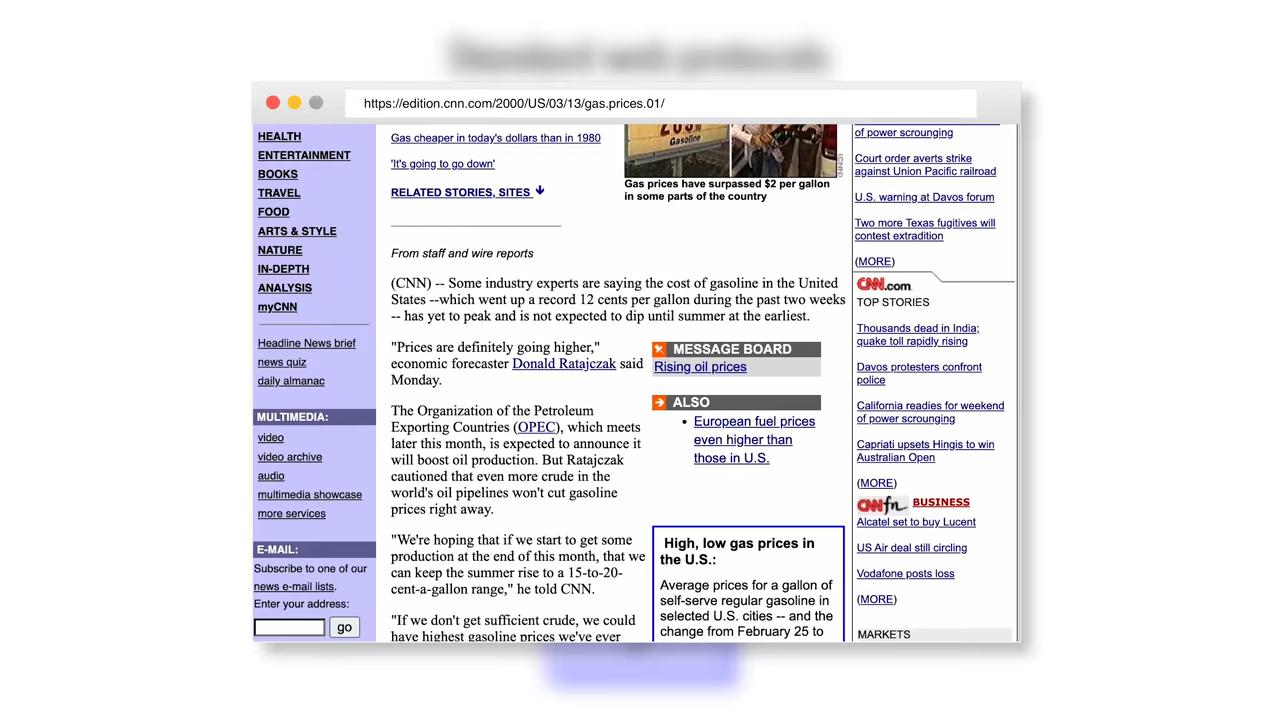 Standard web protocols
https://edition.cnn.com/2000/US/03/13/gas.prices.01/
HEALTH
ENTERTAINMENT
BOOKS
TRAVEL
FOOD
ARTS & STYLE
NATURE
IN-DEPTH
ANALYSIS
myCNN
Headline News brief
news quiz
daily almanac
MULTIMEDIA:
video
video archive
audio
multimedia showcase
more services
E-MAIL:
Subscribe to one of our
news e-mail lists.
Enter your address:
go
Gas cheaper in today's dollars than in 1980
'It's going to go down'
RELATED STORIES, SITES
Gasoline
Gas prices have surpassed $2 per gallon
in some parts of the country
From staff and wire reports
(CNN) -- Some industry experts are saying the cost of gasoline in the United
States --which went up a record 12 cents per gallon during the past two weeks
-- has yet to peak and is not expected to dip until summer at the earliest.
"Prices are definitely going higher,"
economic forecaster Donald Ratajczak said
Monday.
The Organization of the Petroleum
Exporting Countries (OPEC), which meets
later this month, is expected to announce it
will boost oil production. But Ratajczak
cautioned that even more crude in the
world's oil pipelines won't cut gasoline
prices right away.
"We're hoping that if we start to get some
production at the end of this month, that we
can keep the summer rise to a 15-to-20-
cent-a-gallon range," he told CNN.
"If we don't get sufficient crude, we could
have highest gasoline prices we've ever
MESSAGE BOARD
Rising oil prices
ALSO
• European fuel prices
even higher than
those in U.S.
High, low gas prices in
the U.S.:
Average prices for a gallon of
self-serve regular gasoline in
selected U.S. cities -- and the
change from February 25 to
of power scrounging
Court order averts strike
against Union Pacific railroad
U.S. warning at Davos forum
Two more Texas fugitives will
contest extradition
(MORE)
CNN.com
TOP STORIES
Thousands dead in India;
quake toll rapidly rising
Davos protesters confront
police
California readies for weekend
of power scrounging
Capriati upsets Hingis to win
Australian Open
(MORE)
CNNfn BUSINESS
Alcatel set to buy Lucent
US Air deal still circling
Vodafone posts loss
(MORE)
MARKETS